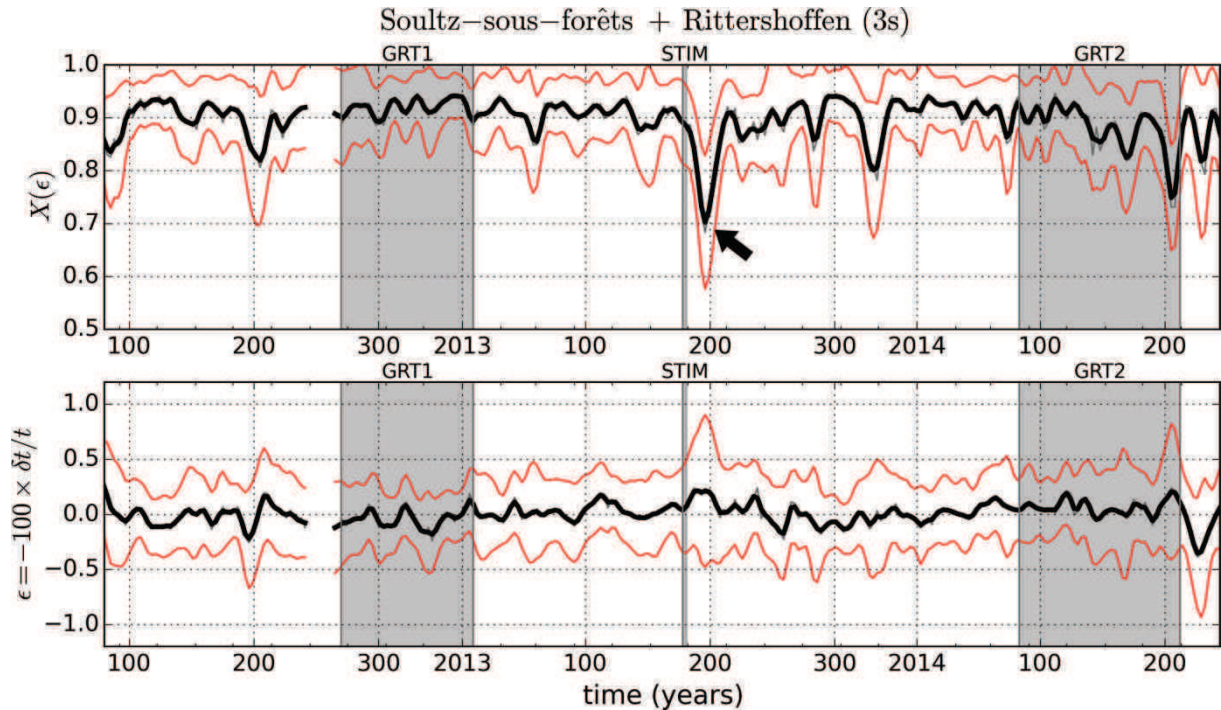 Soultz−sous−forêts + Rittershoffen (3s)
GRT1 STIM GRT2
1.0
0.9
0.8
0.7
0.6
0.5
X(ϵ)
100 200 300 2013 100 200 300 2014 100 200
GRT1 STIM GRT2
1.0
0.5
0.0
−0.5
−1.0
ϵ=−100 × δt/t
100 200 300 2013 100 200 300 2014 100 200
time (years)